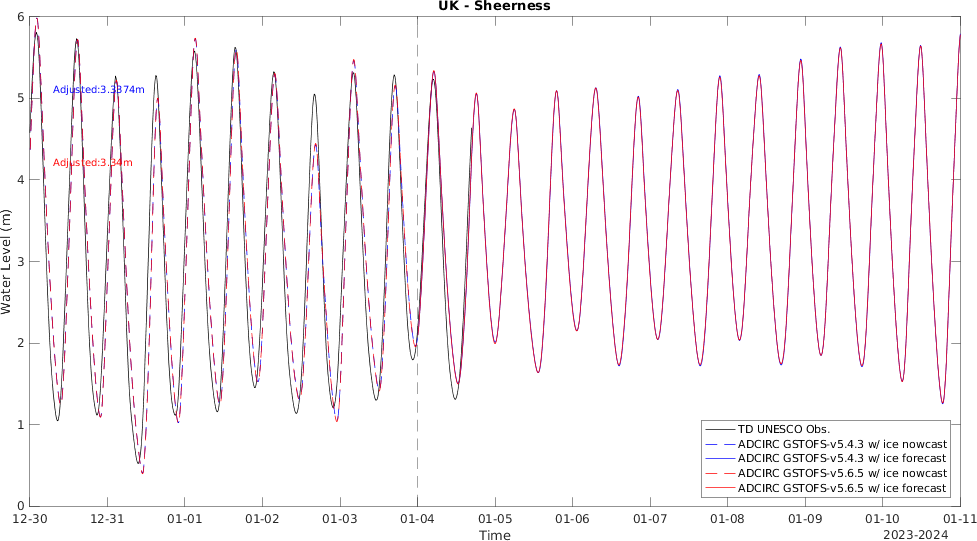 UK - Sheerness
6
5
4
3
2
1
0
Water Level (m)
Adjusted:3.3374m
Adjusted:3.34m
TD UNESCO Obs.
ADCIRC GSTOFS-v5.4.3 w/ ice nowcast
ADCIRC GSTOFS-v5.4.3 w/ ice forecast
ADCIRC GSTOFS-v5.6.5 w/ ice nowcast
ADCIRC GSTOFS-v5.6.5 w/ ice forecast
12-30 12-31 01-01 01-02 01-03 01-04 01-05 01-06 01-07 01-08 01-09 01-10 01-11
Time
2023-2024